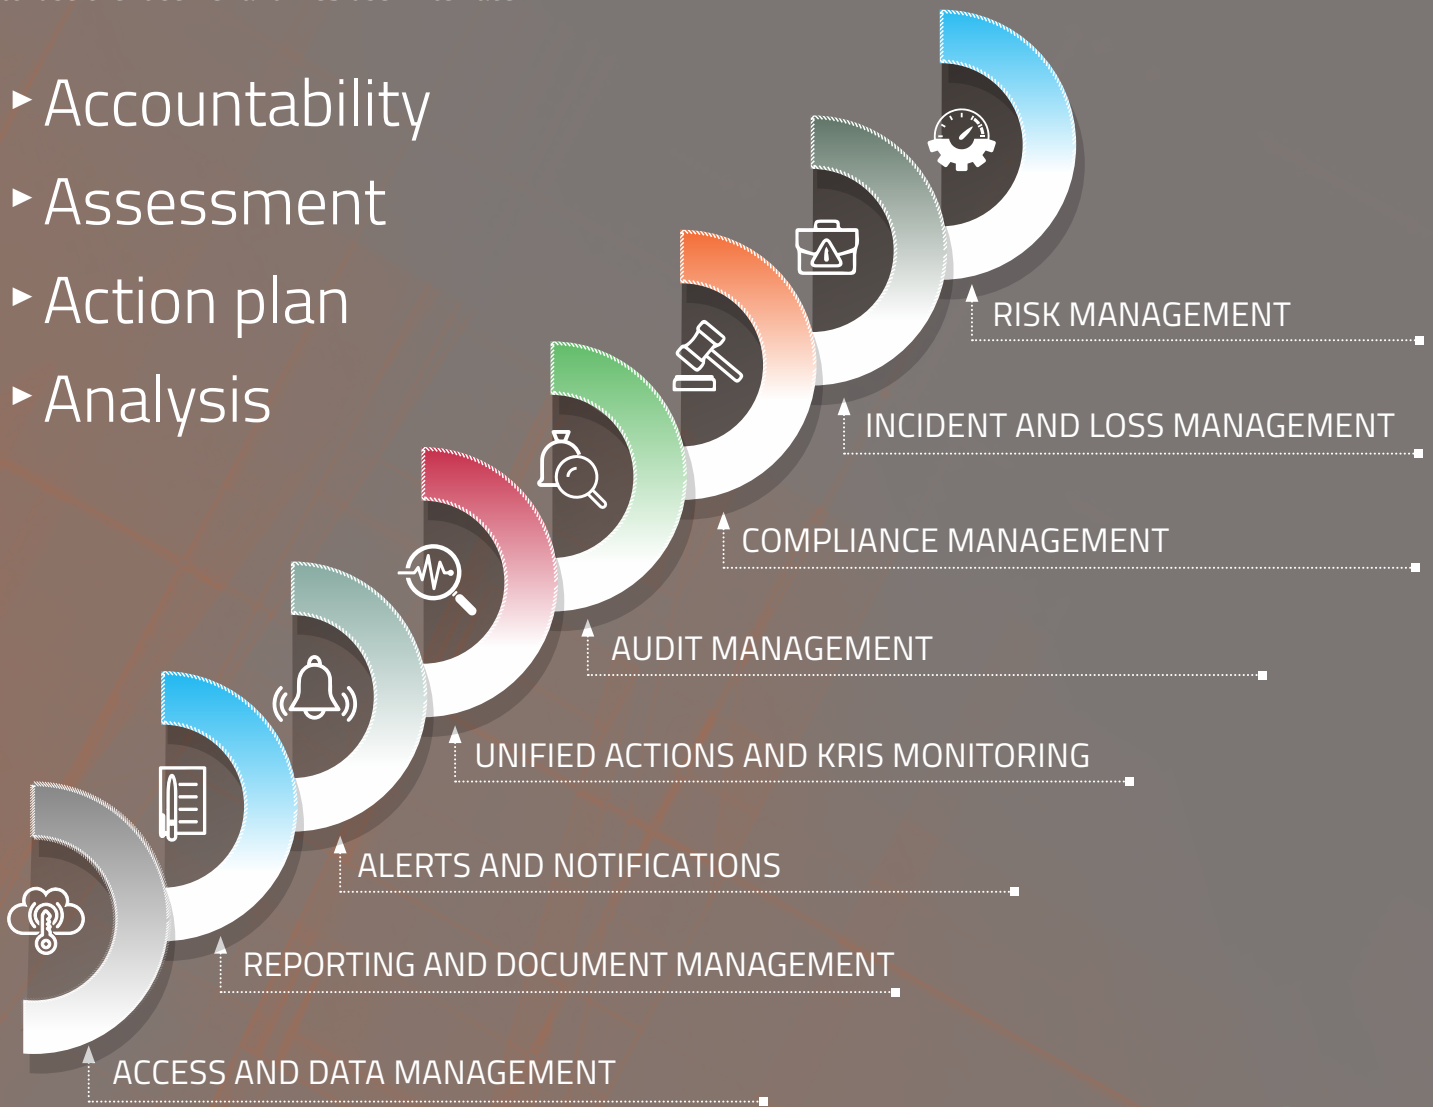 Accountability
Assessment
Action plan
Analysis
RISK MANAGEMENT
INCIDENT AND LOSS MANAGEMENT
COMPLIANCE MANAGEMENT
AUDIT MANAGEMENT
UNIFIED ACTIONS AND KRIS MONITORING
ALERTS AND NOTIFICATIONS
REPORTING AND DOCUMENT MANAGEMENT
ACCESS AND DATA MANAGEMENT